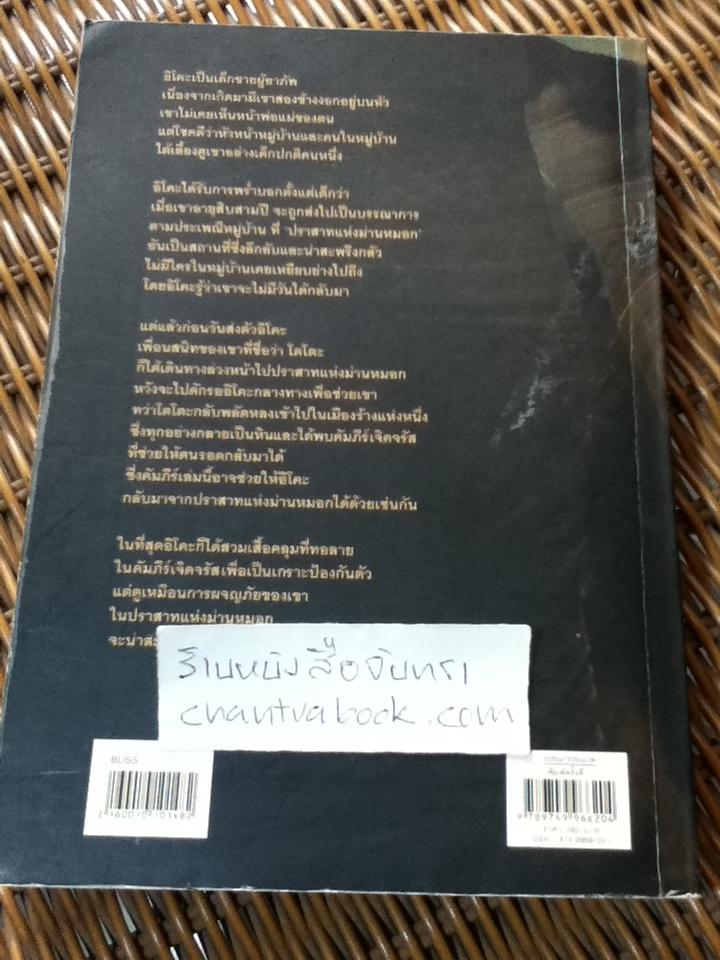 อิโคะเป็นเด็กชายผู้อาภัพ
เนื่องจากเกิดมามีเขาสองข้างงอกอยู่บนหัว
เขาไม่เคยเห็นหน้าพ่อแม่ของตน
แต่โชคดีว่าหัวหน้าหมู่บ้านและคนในหมู่บ้าน
ได้เลี้ยงดูเขาอย่างเด็กปกติคนหนึ่ง
อิโคะได้รับการพร่ำบอกตั้งแต่เด็กว่า
เมื่อเขาอายุสิบสามปี จะถูกส่งไปเป็นบรรณาการ
ตามประเพณีหมู่บ้าน ที่ "ปราสาทแห่งม่านหมอก"
อันเป็นสถานที่ซึ่งลึกลับและน่าสะพรึงกลัว
ไม่มีใครในหมู่บ้านเคยเหยียบย่างไปถึง
โดยอิโคะรู้ว่าเขาจะไม่มีวันได้กลับมา
แต่แล้วก่อนวันส่งตัวอิโคะ
เพื่อนสนิทของเขาที่ชื่อว่า โตโตะ
ก็ได้เดินทางล่วงหน้าไปปราสาทแห่งม่านหมอก
หวังจะไปดักรออิโคะกลางทางเพื่อช่วยเขา
ทว่าโตโตะกลับพลัดหลงเข้าไปในเมืองร้างแห่งหนึ่ง
ซึ่งทุกอย่างกลายเป็นหินและได้พบคัมภีร์เจิดจรัส
ที่ช่วยให้ตนรอดกลับมาได้
ซึ่งคัมภีร์เล่มนี้อาจช่วยให้อิโคะ
กลับมาจากปราสาทแห่งม่านหมอกได้ด้วยเช่นกัน
ในที่สุดอิโคะก็ได้สวมเสื้อคลุมที่ทอลาย
ในคัมภีร์เจิดจรัสเพื่อเป็นเกราะป้องกันตัว
แต่ดูเหมือนการผจญภัยของเขา
ในปราสาทแห่งม่านหมอก
ร้านหนังสือจันทรา
chantrabook.com
BLISS
9 789749 966204